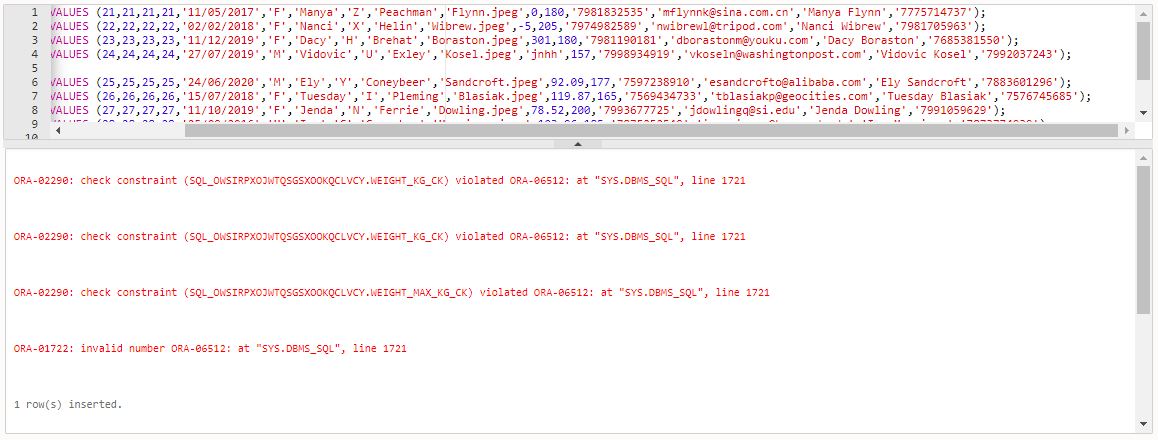 1 VALUES (21,21,21,21,'11/05/2017','F','Manya','Z','Peachman','Flynn.jpeg',0,180,'7981832535','mflynnk@sina.com.cn','Manya Flynn','7775714737');
2 VALUES (22,22,22,22,'02/02/2018','F','Nanci','X','Helin','Wibrew.jpeg',-5,205,'7974982589','nwibrewl@tripod.com','Nanci Wibrew','7981705963');
3 VALUES (23,23,23,23,'11/12/2019','F','Dacy','H','Brehat','Boraston.jpeg',301,180,'7981190181','dborastonm@youku.com','Dacy Boraston','7685381550');
4 VALUES (24,24,24,24,'27/07/2019','M','Vidovic','U','Exley','Kosel.jpeg','jnhh',157,'7998934919','vkoseln@washingtonpost.com','Vidovic Kosel','7992037243');
5
6 VALUES (25,25,25,25,'24/06/2020','M','Ely','Y','Coneybeer','Sandcroft.jpeg',92.09,177,'7597238910','esandcrofto@alibaba.com','Ely Sandcroft','7883601296');
7 VALUES (26,26,26,26,'15/07/2018','F','Tuesday','I','Pleming','Blasiak.jpeg',119.87,165,'7569434733','tblasiakp@geocities.com','Tuesday Blasiak','7576745685');
8 VALUES (27,27,27,27,'11/10/2019','F','Jenda','N','Ferrie','Dowling.jpeg',78.52,200,'7993677725','jdowlingq@si.edu','Jenda Dowling','7991059629');
9
10
ORA-02290: check constraint (SQL_OWSIRPXOJWTQSGSXOOKQCLVCY.WEIGHT_KG_CK) violated ORA-06512: at "SYS.DBMS_SQL", line 1721
ORA-02290: check constraint (SQL_OWSIRPXOJWTQSGSXOOKQCLVCY.WEIGHT_KG_CK) violated ORA-06512: at "SYS.DBMS_SQL", line 1721
ORA-02290: check constraint (SQL_OWSIRPXOJWTQSGSXOOKQCLVCY.WEIGHT_MAX_KG_CK) violated ORA-06512: at "SYS.DBMS_SQL", line 1721
ORA-01722: invalid number ORA-06512: at "SYS.DBMS_SQL", line 1721
1 row(s) inserted.